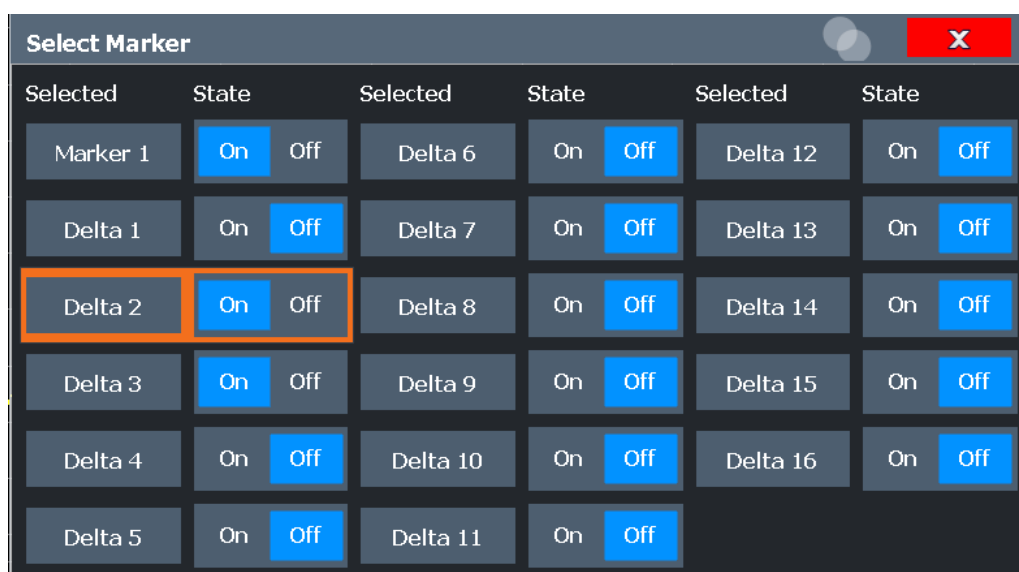 Select Marker X
Selected State Selected State Selected State
Marker 1 On Off Delta 6 On Off Delta 12 On Off
Delta 1 On Off Delta 7 On Off Delta 13 On Off
Delta 2 On Off Delta 8 On Off Delta 14 On Off
Delta 3 On Off Delta 9 On Off Delta 15 On Off
Delta 4 On Off Delta 10 On Off Delta 16 On Off
Delta 5 On Off Delta 11 On Off